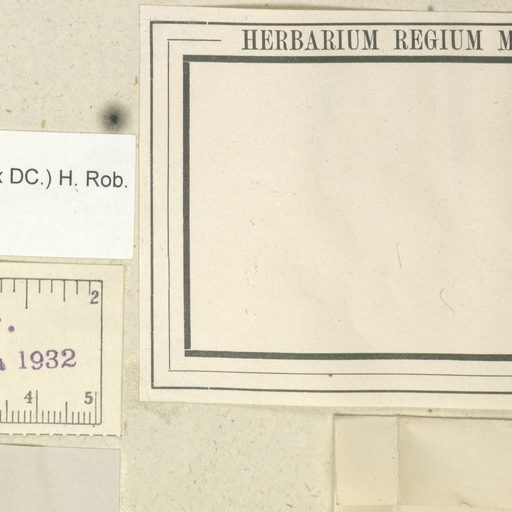 HERBARIUM REGIUM M
x DC.) H. Rob.
2
1932
4 5